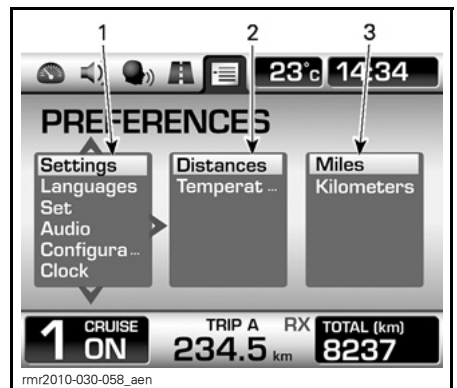 1 2 3
23°c 14:34
PREFERENCES
Settings Distances Miles
Languages Temperat ... Kilometers
Set
Audio
Configura ...
Clock
1 CRUISE ON
TRIP A RX
234.5 km
TOTAL (km)
8237
rmr2010-030-058_aen